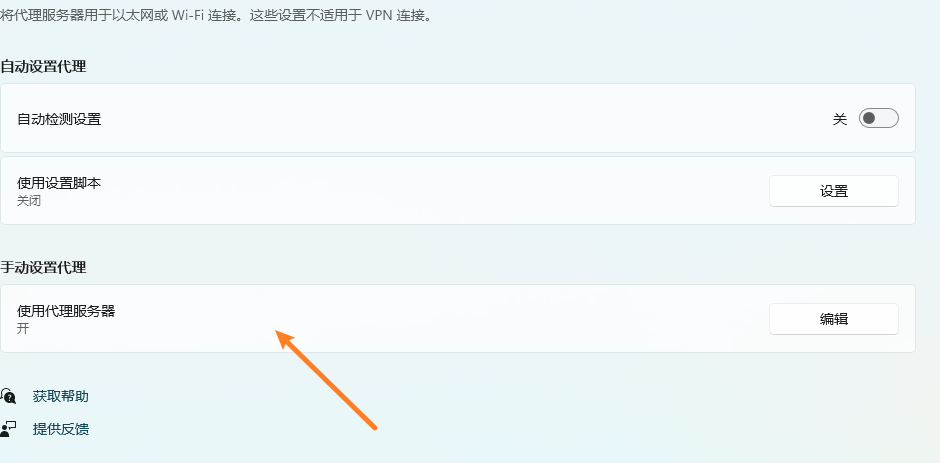 将代理服务器用于以太网或 Wi-Fi 连接。这些设置不适用于 VPN 连接。
自动设置代理
自动检测设置
关
使用设置脚本
关闭
设置
手动设置代理
使用代理服务器
开
编辑
获取帮助
提供反馈